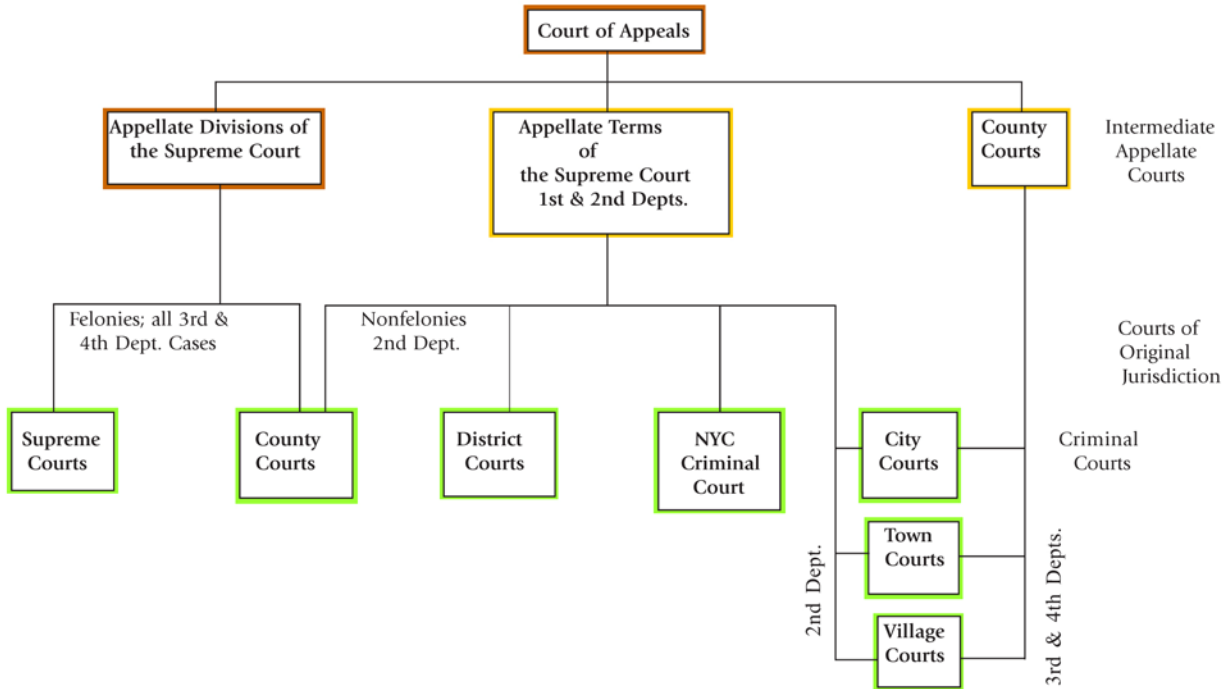 Court of Appeals
Appellate Divisions of
the Supreme Court
Appellate Terms
of
the Supreme Court
1st & 2nd Depts.
County
Courts
Intermediate
Appellate
Courts
Felonies; all 3rd &
4th Dept. Cases
Nonfelonies
2nd Dept.
Courts of
Original
Jurisdiction
Supreme
Courts
County
Courts
District
Courts
NYC
Criminal
Court
City
Courts
Criminal
Courts
Town
Courts
Village
Courts
2nd Dept.
3rd & 4th Depts.